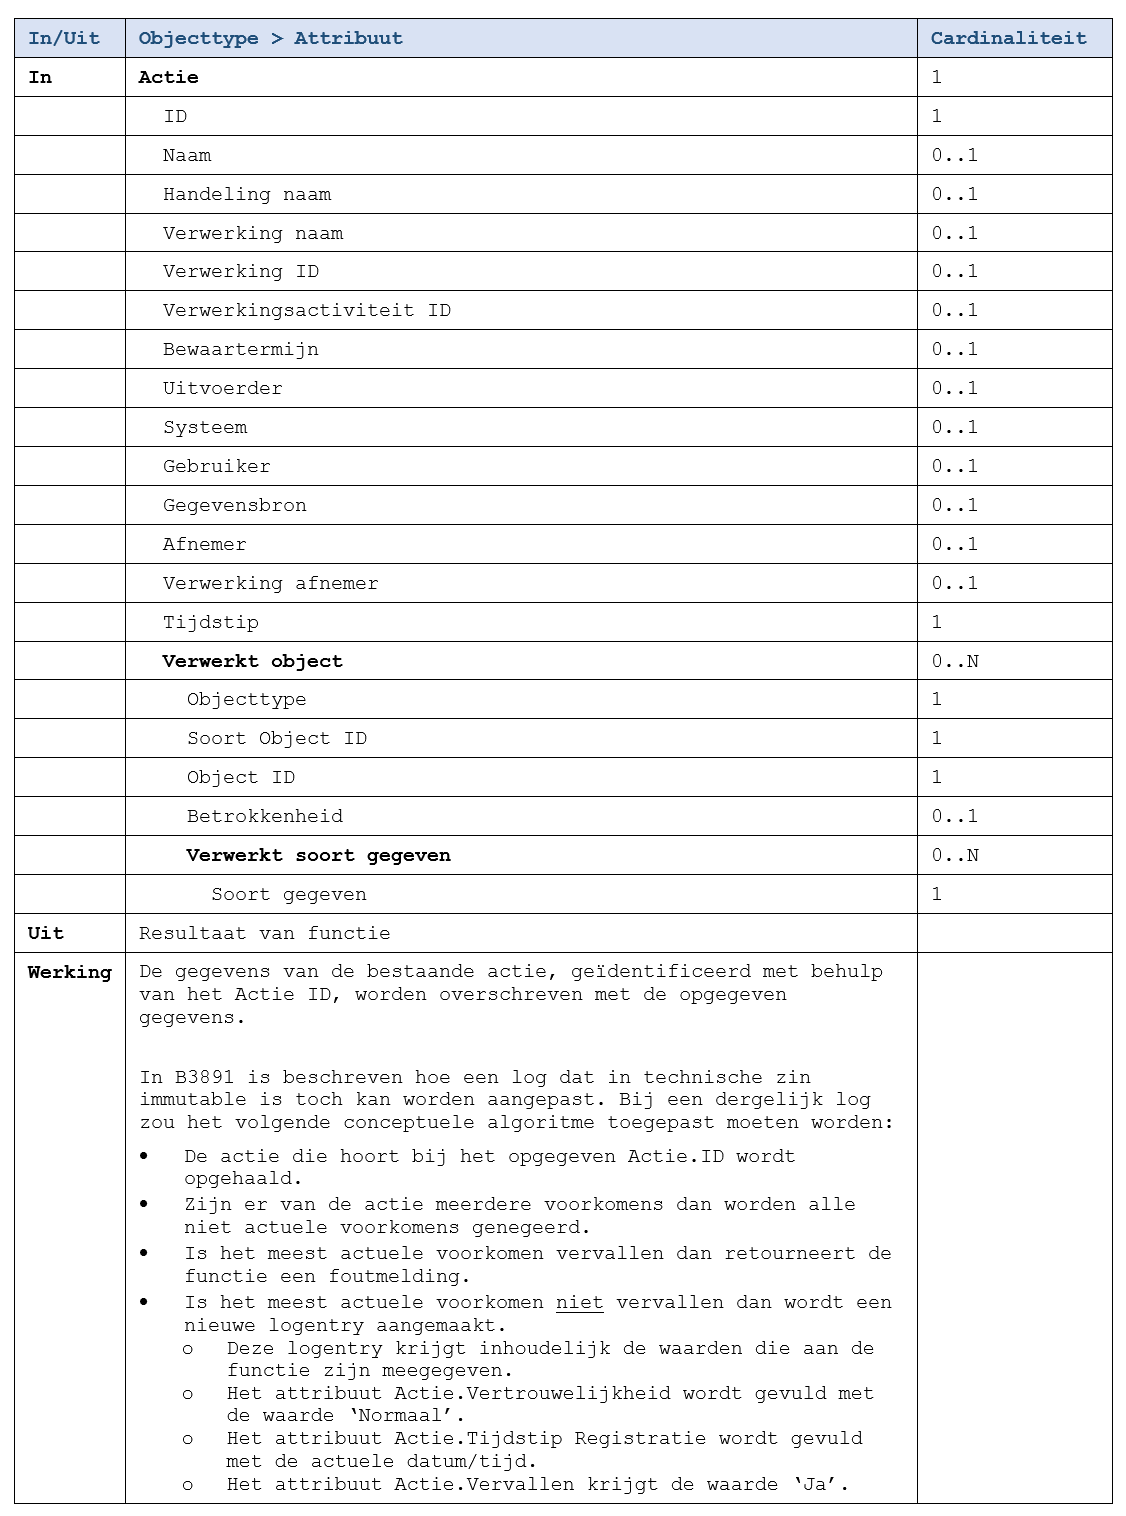 In/Uit Objecttype > Attribuut Cardinaliteit
In Actie 1
ID 1
Naam 0..1
Handeling naam 0..1
Verwerking naam 0..1
Verwerking ID 0..1
Verwerkingsactiviteit ID 0..1
Bewaartermijn 0..1
Uitvoerder 0..1
Systeem 0..1
Gebruiker 0..1
Gegevensbron 0..1
Afnemer 0..1
Verwerking afnemer 0..1
Tijdstip 1
Verwerkt object 0..N
Objecttype 1
Soort Object ID 1
Object ID 1
Betrokkenheid 0..1
Verwerkt soort gegeven 0..N
Soort gegeven 1
Uit Resultaat van functie
Werking De gegevens van de bestaande actie, geïdentificeerd met behulp
van het Actie ID, worden overschreven met de opgegeven
gegevens.
In B3891 is beschreven hoe een log dat in technische zin
immutable is toch kan worden aangepast. Bij een dergelijk log
zou het volgende conceptuele algoritme toegepast moeten worden:
• De actie die hoort bij het opgegeven Actie.ID wordt
opgehaald.
• Zijn er van de actie meerdere voorkomens dan worden alle
niet actuele voorkomens genegeerd.
• Is het meest actuele voorkomen vervallen dan retourneert de
functie een foutmelding.
• Is het meest actuele voorkomen niet vervallen dan wordt een
nieuwe logentry aangemaakt.
o Deze logentry krijgt inhoudelijk de waarden die aan de
functie zijn meegegeven.
o Het attribuut Actie.Vertrouwelijkheid wordt gevuld met
de waarde ‘Normaal’.
o Het attribuut Actie.Tijdstip Registratie wordt gevuld
met de actuele datum/tijd.
o Het attribuut Actie.Vervallen krijgt de waarde ‘Ja’.